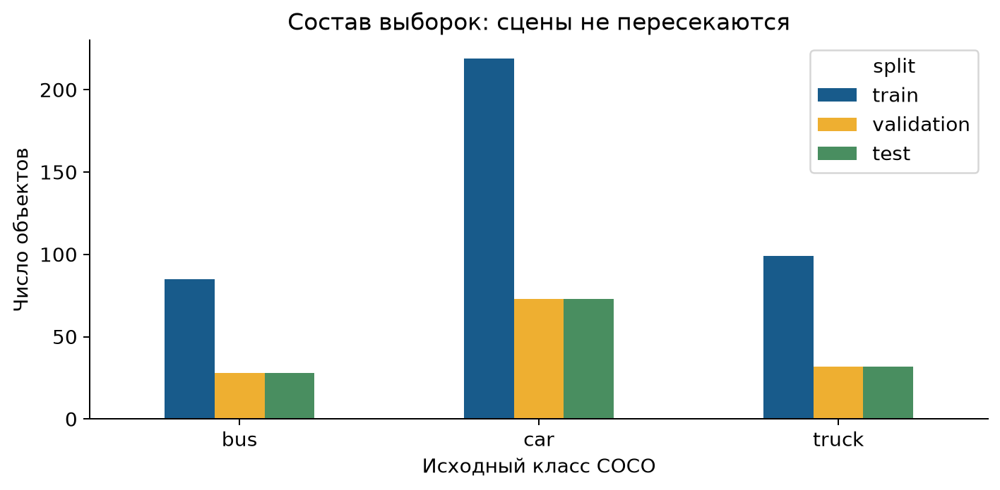 Состав выборок: сцены не пересекаются
split
train
validation
test
Число объектов
200
150
100
50
0
bus
car
truck
Исходный класс COCO